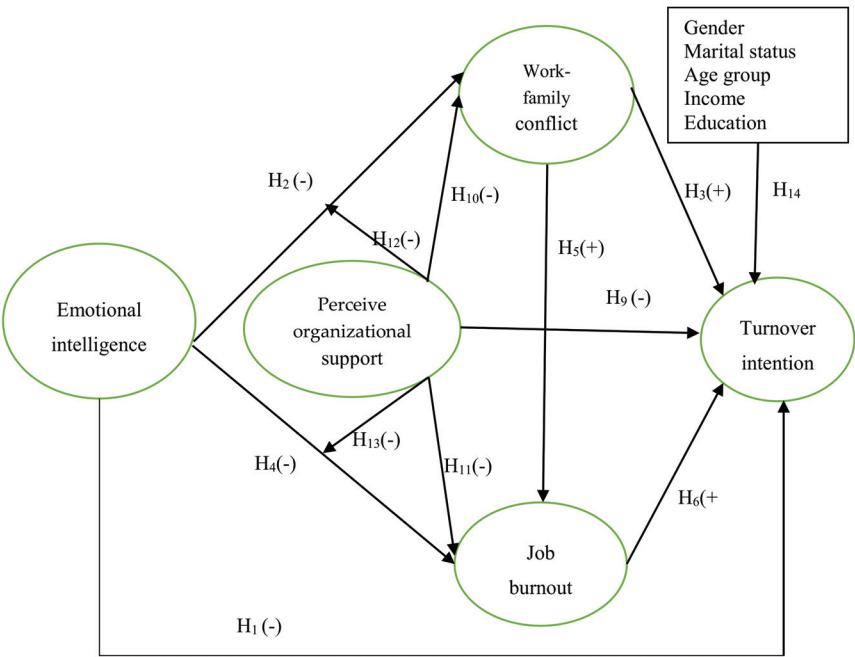 Gender
Marital status
Age group
Income
Education
Work-
family
conflict
H₂ (-)
H₁₀(-)
H₃(+)
H₁₄
H₁₂(-)
H₅(+)
Emotional
intelligence
Perceive
organizational
support
H₉ (-)
Turnover
intention
H₁₃(-)
H₄(-)
H₁₁(-)
H₆(+
Job
burnout
H₁ (-)